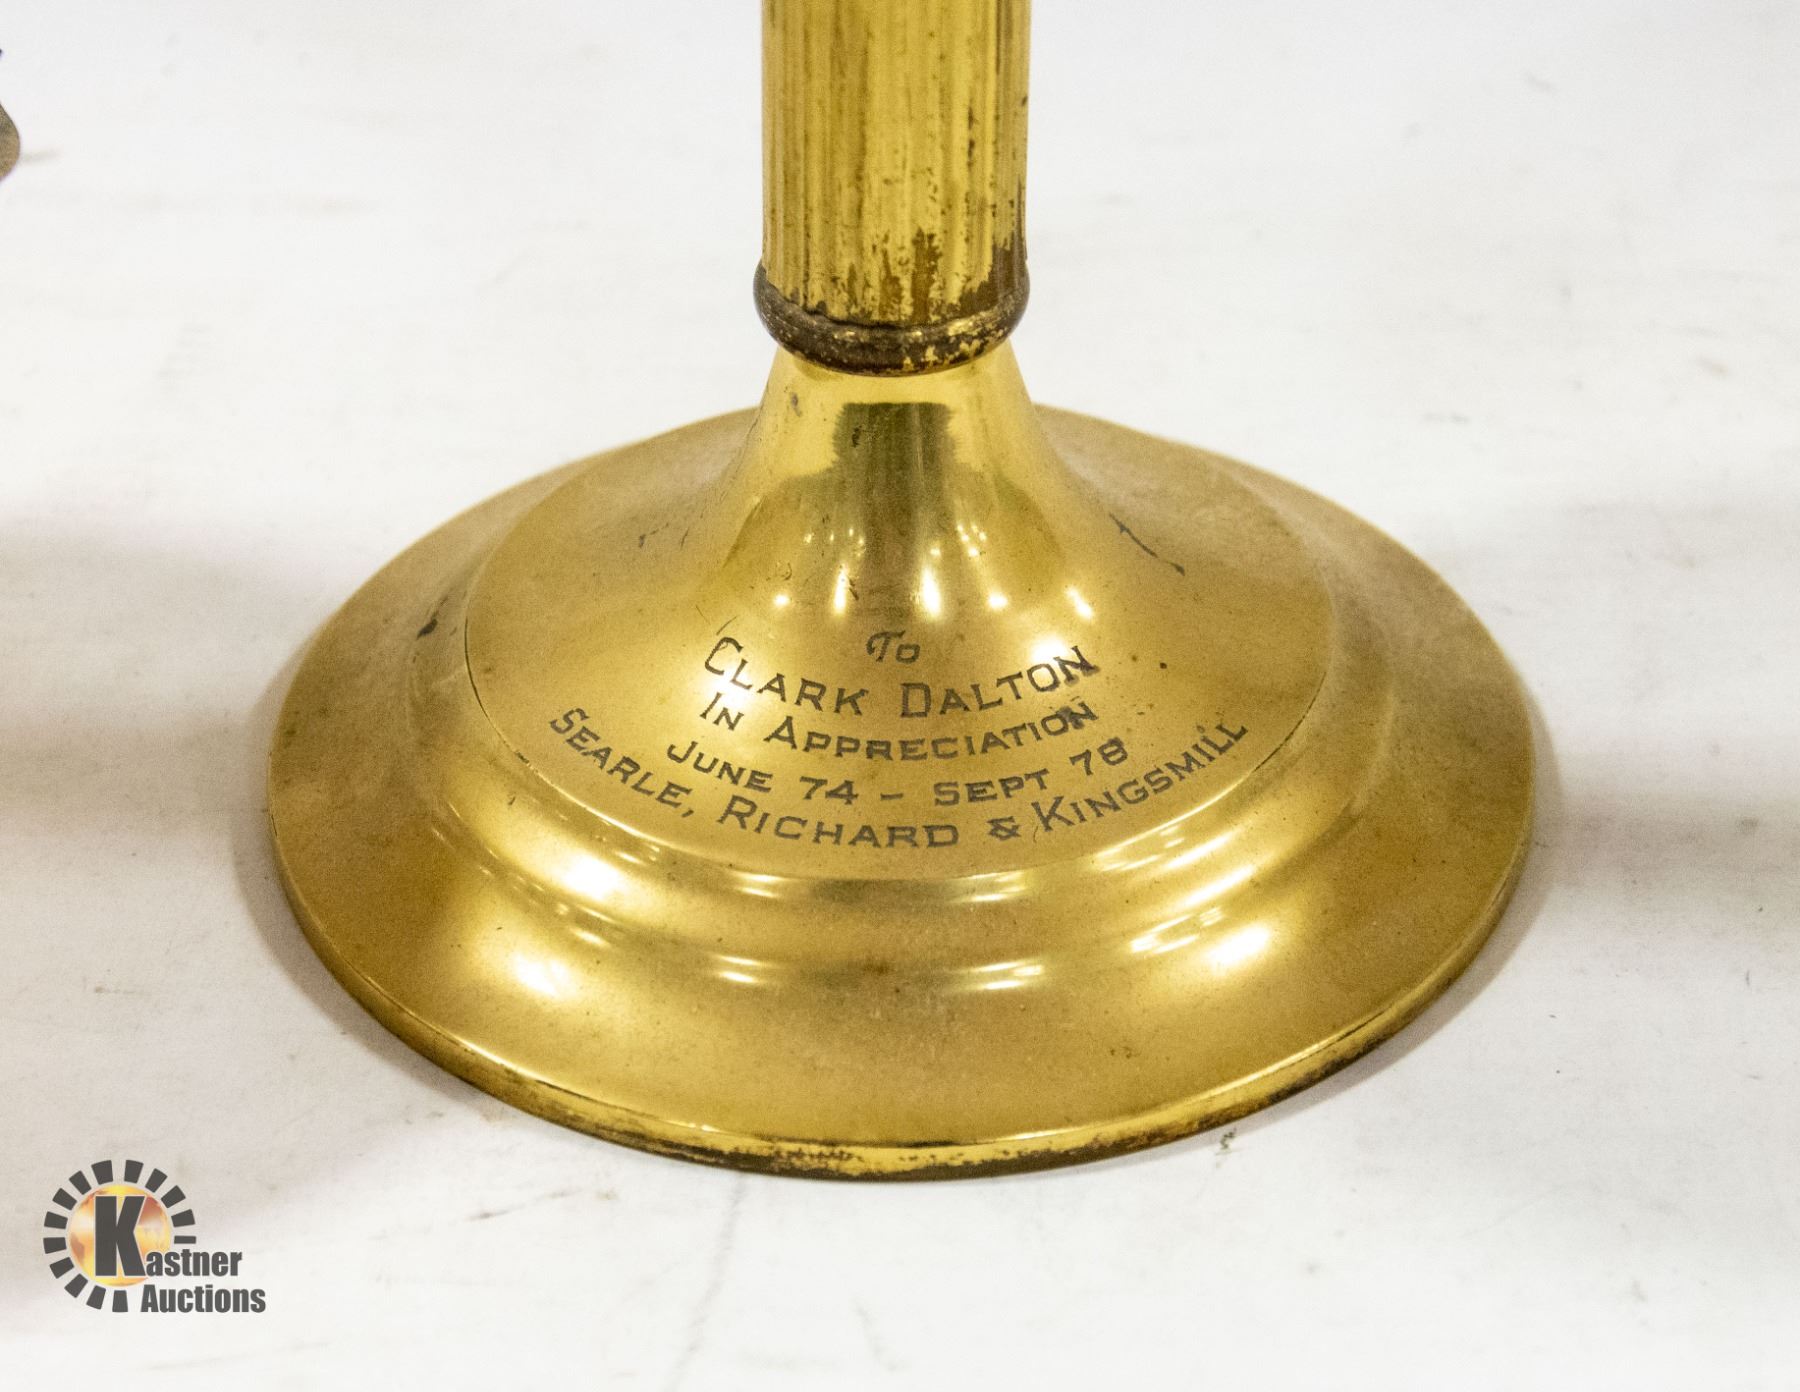 To
Clark Dalton
In Appreciation
June 74 - Sept 78
Searle, Richard & Kingsmill
Kastner
Auctions